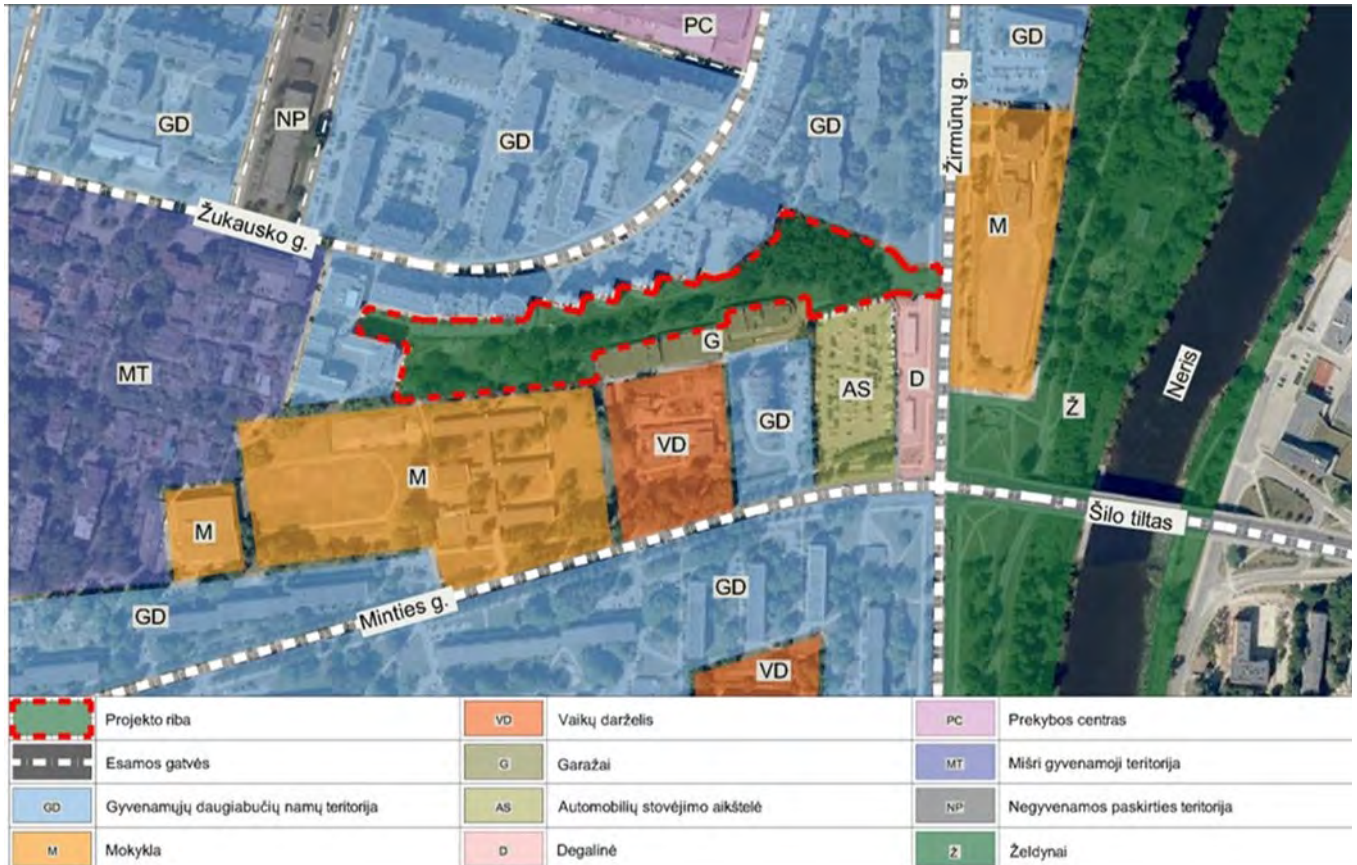 PC
GD
GD
NP
GD
GD
Žirmūnų g.
M
Žukausko g.
Neris
MT
G
AS
D
Ž
VD
GD
M
M
Šilo tiltas
GD
GD
Minties g.
VD
Projekto riba
VD Vaikų darželis
PC Prekybos centras
Esamos gatvės
G Garažai
MT Mišri gyvenamoji teritorija
GD Gyvenamųjų daugiabučių namų teritorija
AS Automobilių stovėjimo aikštelė
NP Negyvenamos paskirties teritorija
M Mokykla
D Degalinė
Ž Želdynai